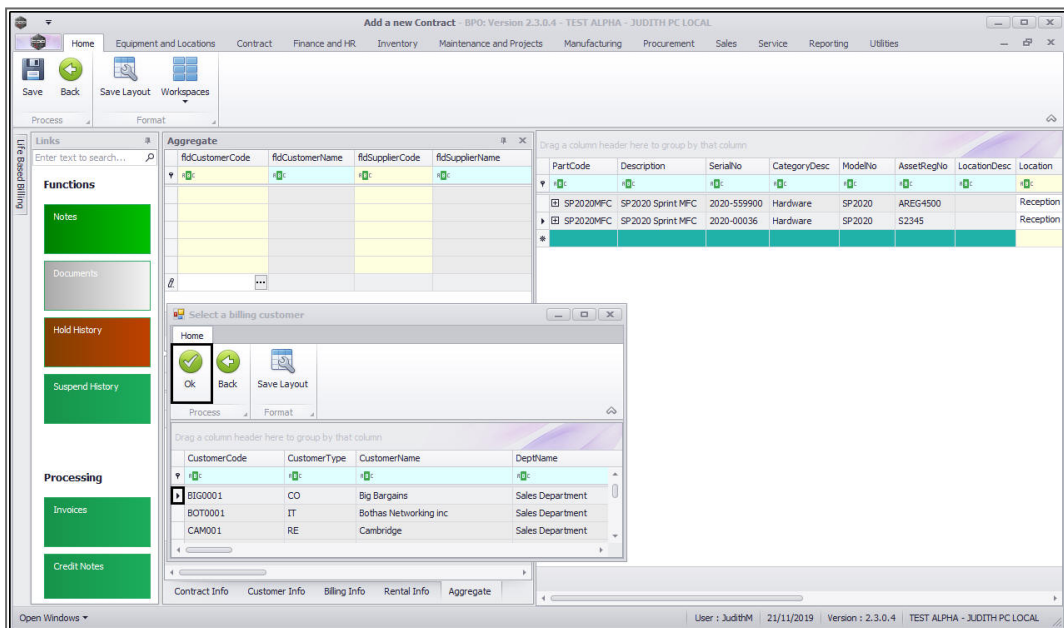 Add a new Contract - BPO: Version 2.3.0.4 - TEST ALPHA - JUDITH PC LOCAL
Home Equipment and Locations Contract Finance and HR Inventory Maintenance and Projects Manufacturing Procurement Sales Service Reporting Utilities
Save Back Save Layout Workspaces
Process Format
Life Based Billing
Links
Enter text to search...
Functions
Notes
Documents
Hold History
Suspend History
Processing
Invoices
Credit Notes
Aggregate
fldCustomerCode fldCustomerName fldSupplierCode fldSupplierName
Drag a column header here to group by that column
PartCode Description SerialNo CategoryDesc ModelNo AssetRegNo LocationDesc Location
SP2020MFC SP2020 Sprint MFC 2020-559900 Hardware SP2020 AREG4500 Reception
SP2020MFC SP2020 Sprint MFC 2020-00036 Hardware SP2020 S2345 Reception
Select a billing customer
Home
Ok Back Save Layout
Process Format
Drag a column header here to group by that column
CustomerCode CustomerType CustomerName DeptName
BIG0001 CO Big Bargains Sales Department
BOT0001 IT Bothas Networking inc Sales Department
CAM001 RE Cambridge Sales Department
Contract Info Customer Info Billing Info Rental Info Aggregate
Open Windows User : JudithM 21/11/2019 Version : 2.3.0.4 TEST ALPHA - JUDITH PC LOCAL